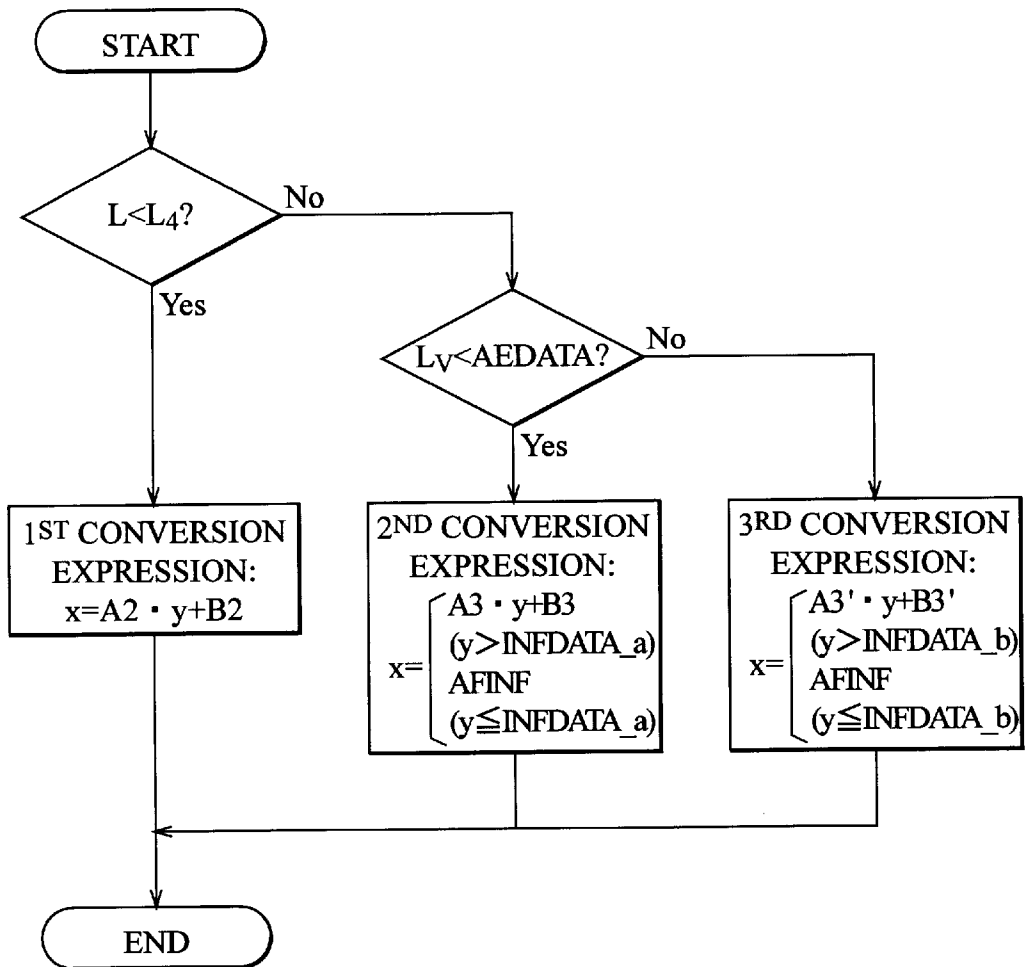 START
L<L4?
No
Yes
LV<AEDATA?
No
Yes
1ST CONVERSION
EXPRESSION:
x=A2・y+B2
2ND CONVERSION
EXPRESSION:
x=
A3・y+B3
(y>INFDATA_a)
AFINF
(y≦INFDATA_a)
3RD CONVERSION
EXPRESSION:
x=
A3'・y+B3'
(y>INFDATA_b)
AFINF
(y≦INFDATA_b)
END